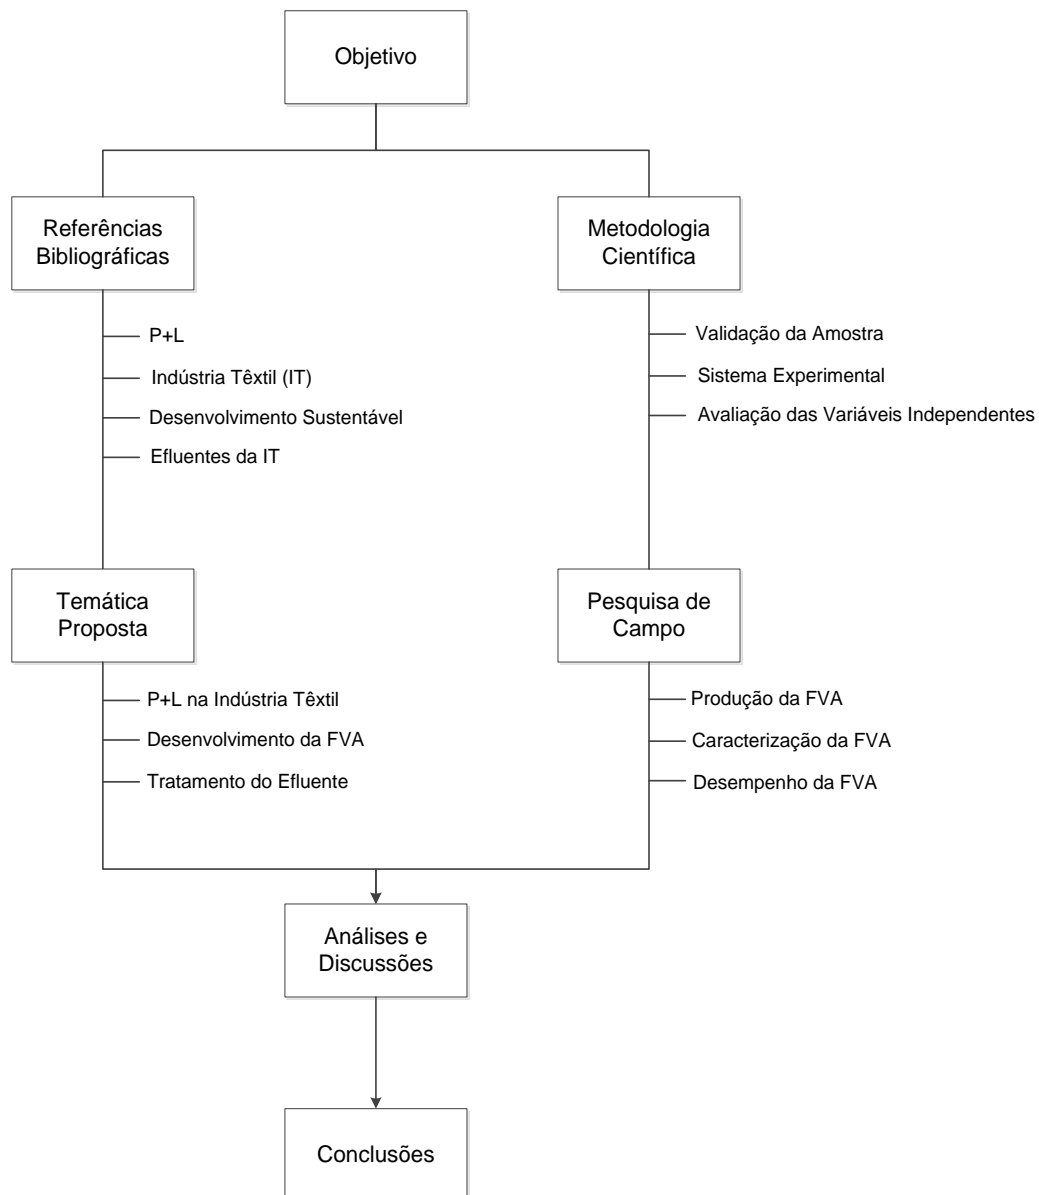 Objetivo
Referências
Bibliográficas
P+L
Indústria Têxtil (IT)
Desenvolvimento Sustentável
Efluentes da IT
Metodologia
Científica
Validação da Amostra
Sistema Experimental
Avaliação das Variáveis Independentes
Temática
Proposta
P+L na Indústria Têxtil
Desenvolvimento da FVA
Tratamento do Efluente
Pesquisa de
Campo
Produção da FVA
Caracterização da FVA
Desempenho da FVA
Análises e
Discussões
Conclusões